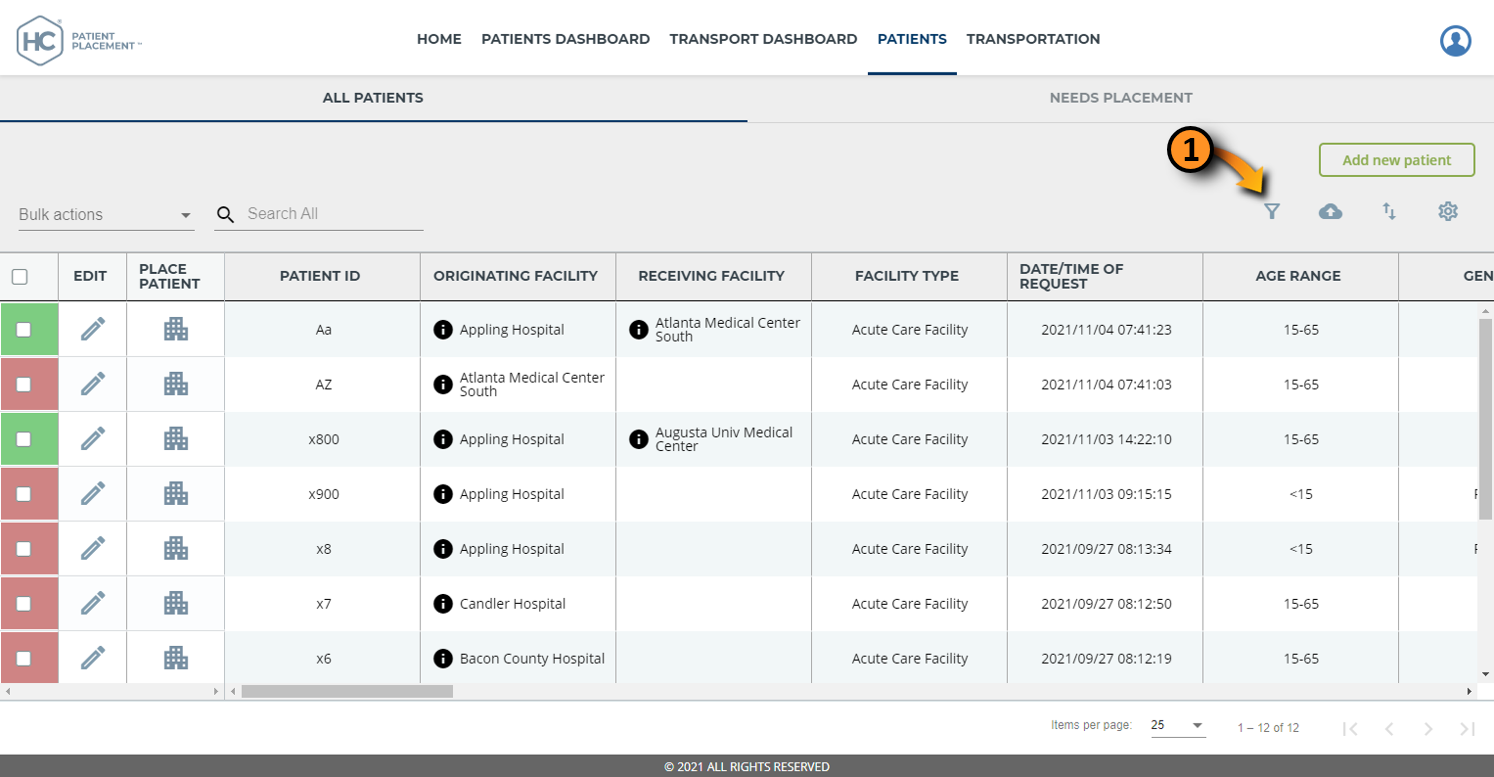 HC PATIENT
PLACEMENT™
HOME PATIENTS DASHBOARD TRANSPORT DASHBOARD PATIENTS TRANSPORTATION
ALL PATIENTS NEEDS PLACEMENT
1
Add new patient
Bulk actions Search All
EDIT
PLACE
PATIENT
PATIENT ID
ORIGINATING FACILITY
RECEIVING FACILITY
FACILITY TYPE
DATE/TIME OF
REQUEST
AGE RANGE
GEN
Aa Appling Hospital
Atlanta Medical Center
South
Acute Care Facility 2021/11/04 07:41:23 15-65
AZ
Atlanta Medical Center
South
Acute Care Facility 2021/11/04 07:41:03 15-65
x800 Appling Hospital
Augusta Univ Medical
Center
Acute Care Facility 2021/11/03 14:22:10 15-65
x900 Appling Hospital Acute Care Facility 2021/11/03 09:15:15 <15
x8 Appling Hospital Acute Care Facility 2021/09/27 08:13:34 <15
x7 Candler Hospital Acute Care Facility 2021/09/27 08:12:50 15-65
x6 Bacon County Hospital Acute Care Facility 2021/09/27 08:12:19 15-65
Items per page: 25 1 – 12 of 12
© 2021 ALL RIGHTS RESERVED